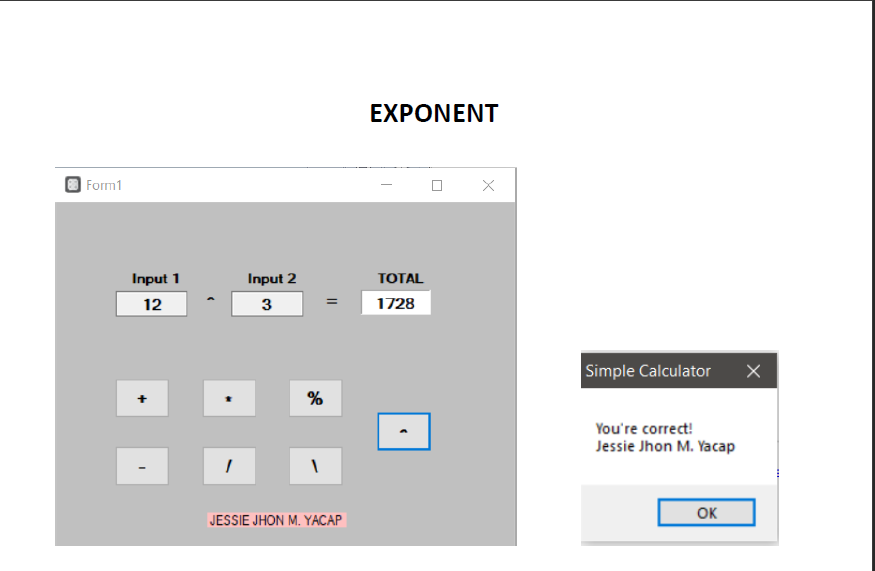 EXPONENT
Form1
Input 1 Input 2 TOTAL
12 ^ 3 = 1728
+ * %
^
- / \
JESSIE JHON M. YACAP
Simple Calculator
You're correct!
Jessie Jhon M. Yacap
OK